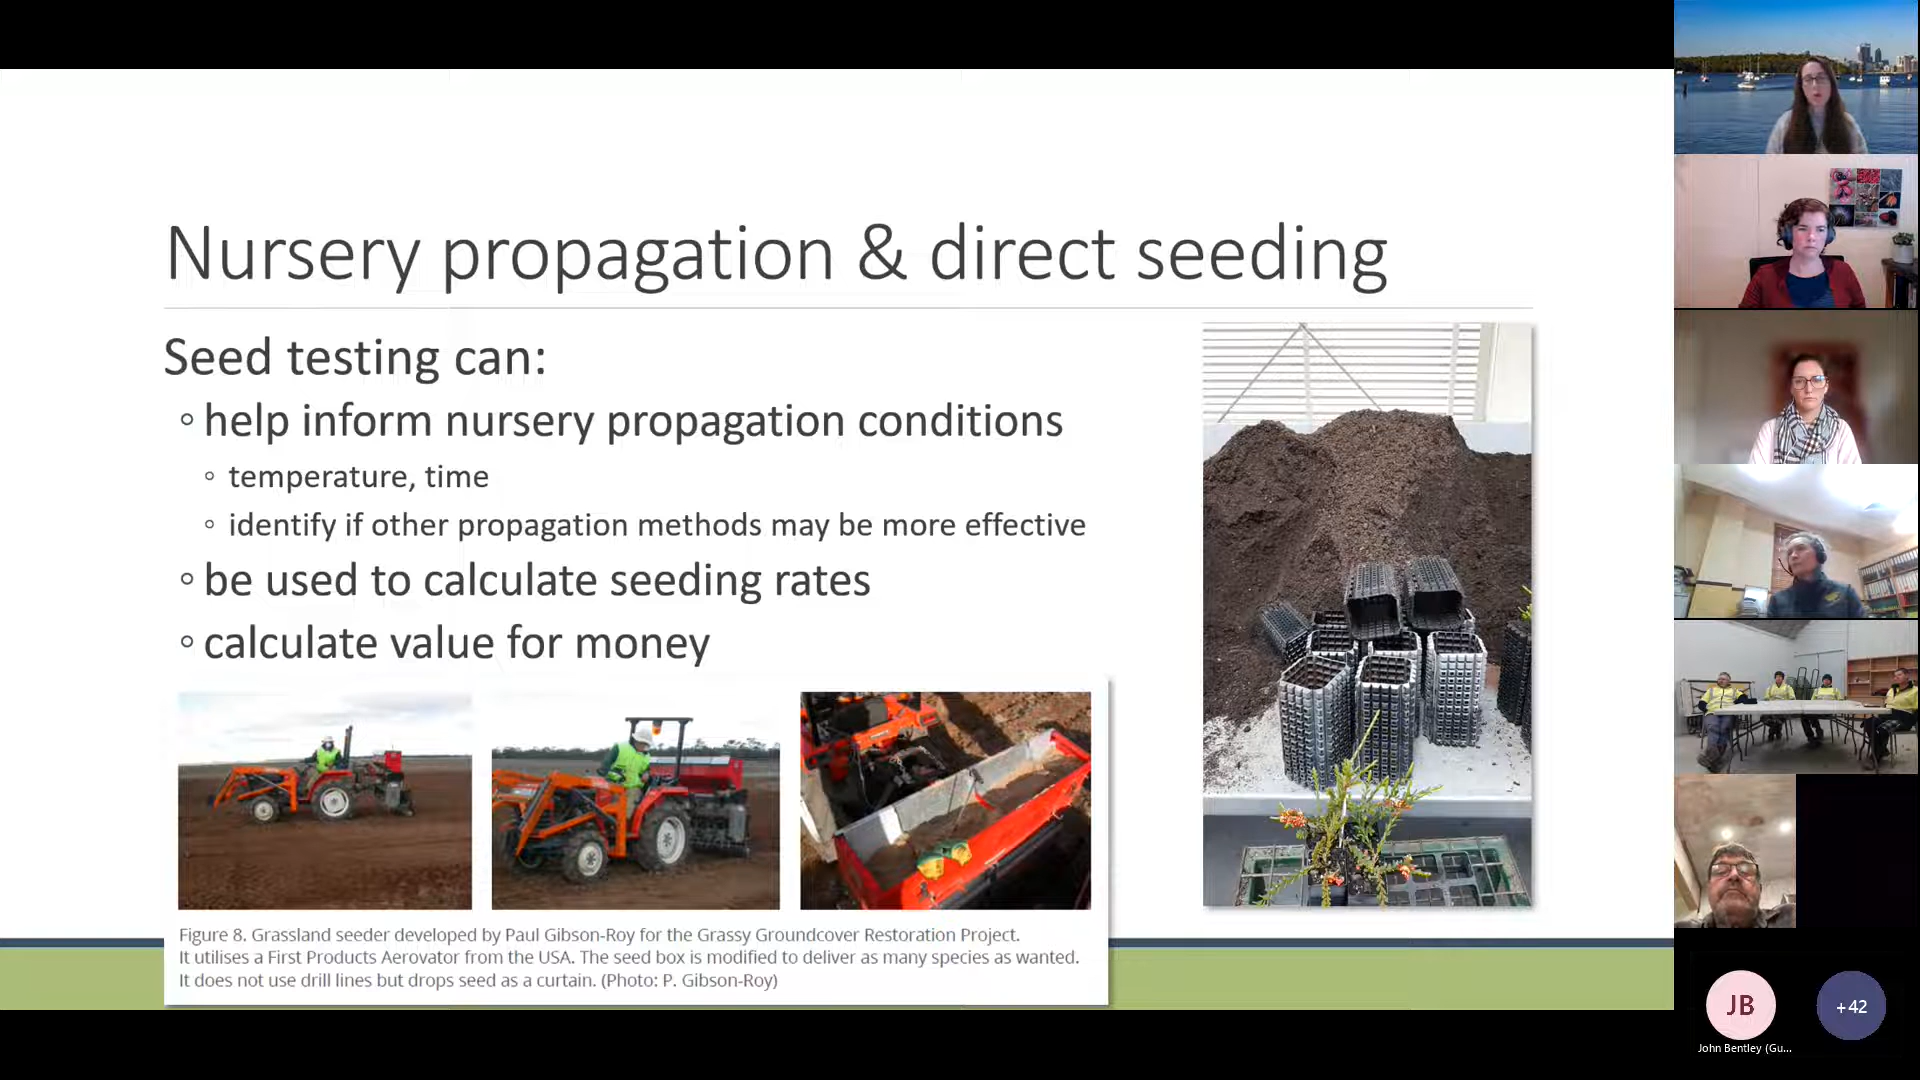 Nursery propagation & direct seeding
Seed testing can:
◦ help inform nursery propagation conditions
◦ temperature, time
◦ identify if other propagation methods may be more effective
◦ be used to calculate seeding rates
◦ calculate value for money
Figure 8. Grassland seeder developed by Paul Gibson-Roy for the Grassy Groundcover Restoration Project.
It utilises a First Products Aerovator from the USA. The seed box is modified to deliver as many species as wanted.
It does not use drill lines but drops seed as a curtain. (Photo: P. Gibson-Roy)
JB
+42
John Bentley (Gu...